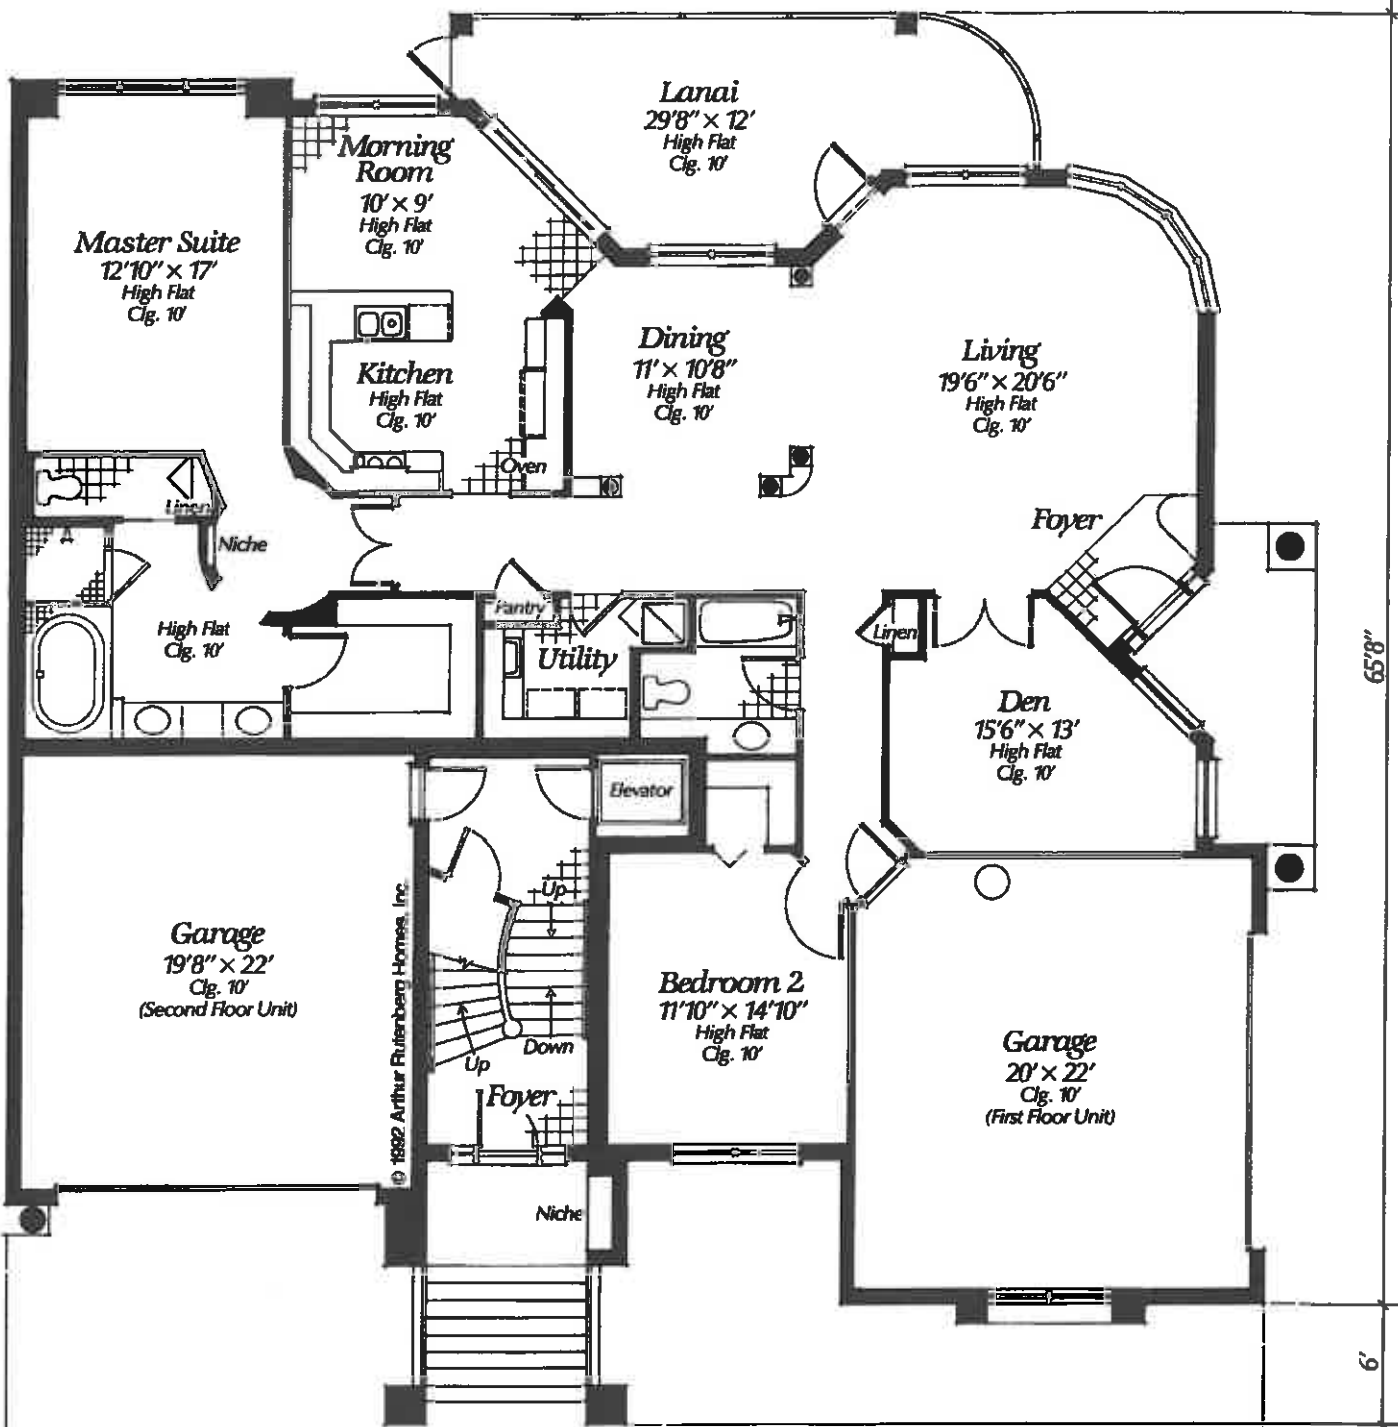 Lanai
29'8" × 12'
High Flat
Clg. 10'
Morning
Room
10' × 9'
High Flat
Clg. 10'
Master Suite
12'10" × 17'
High Flat
Clg. 10'
Dining
11' × 10'8"
High Flat
Clg. 10'
Living
19'6" × 20'6"
High Flat
Clg. 10'
Kitchen
High Flat
Clg. 10'
Oven
Linen
Niche
Foyer
High Flat
Clg. 10'
Pantry
Utility
Linen
Den
15'6" × 13'
High Flat
Clg. 10'
65'8"
Elevator
Up
Garage
19'8" × 22'
Clg. 10'
(Second Floor Unit)
© 1992 Arthur Rutenberg Homes, Inc.
Bedroom 2
11'10" × 14'10"
High Flat
Clg. 10'
Down
Up
Foyer
Garage
20' × 22'
Clg. 10'
(First Floor Unit)
Niche
6'